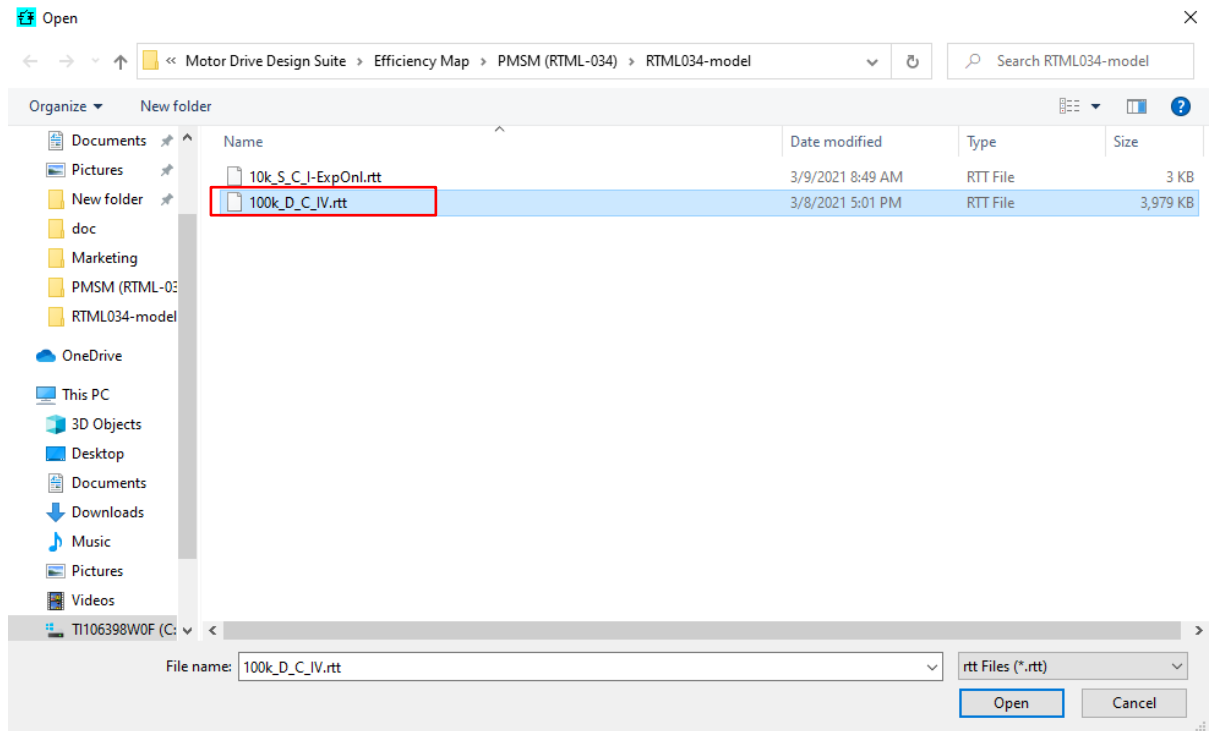 Open
« Motor Drive Design Suite › Efficiency Map › PMSM (RTML-034) › RTML034-model
Search RTML034-model
Organize
New folder
Name
Date modified
Type
Size
10k_S_C_I-ExpOnl.rtt 3/9/2021 8:49 AM RTT File 3 KB
100k_D_C_IV.rtt 3/8/2021 5:01 PM RTT File 3,979 KB
Documents
Pictures
New folder
doc
Marketing
PMSM (RTML-03
RTML034-model
OneDrive
This PC
3D Objects
Desktop
Documents
Downloads
Music
Pictures
Videos
TI106398W0F (C:
File name: 100k_D_C_IV.rtt
rtt Files (*.rtt)
Open
Cancel